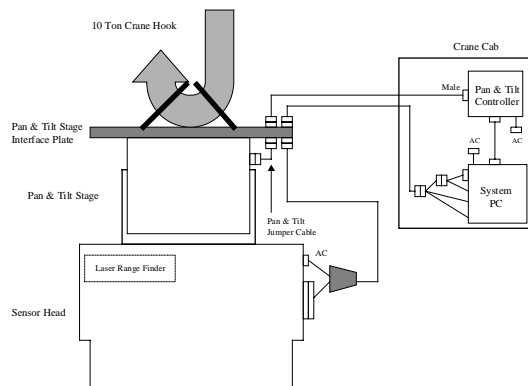 10 Ton Crane Hook
Crane Cab
Male
Pan & Tilt
Controller
AC
AC
System
PC
Pan & Tilt Stage
Interface Plate
Pan & Tilt Stage
Pan & Tilt
Jumper Cable
AC
Laser Range Finder
Sensor Head